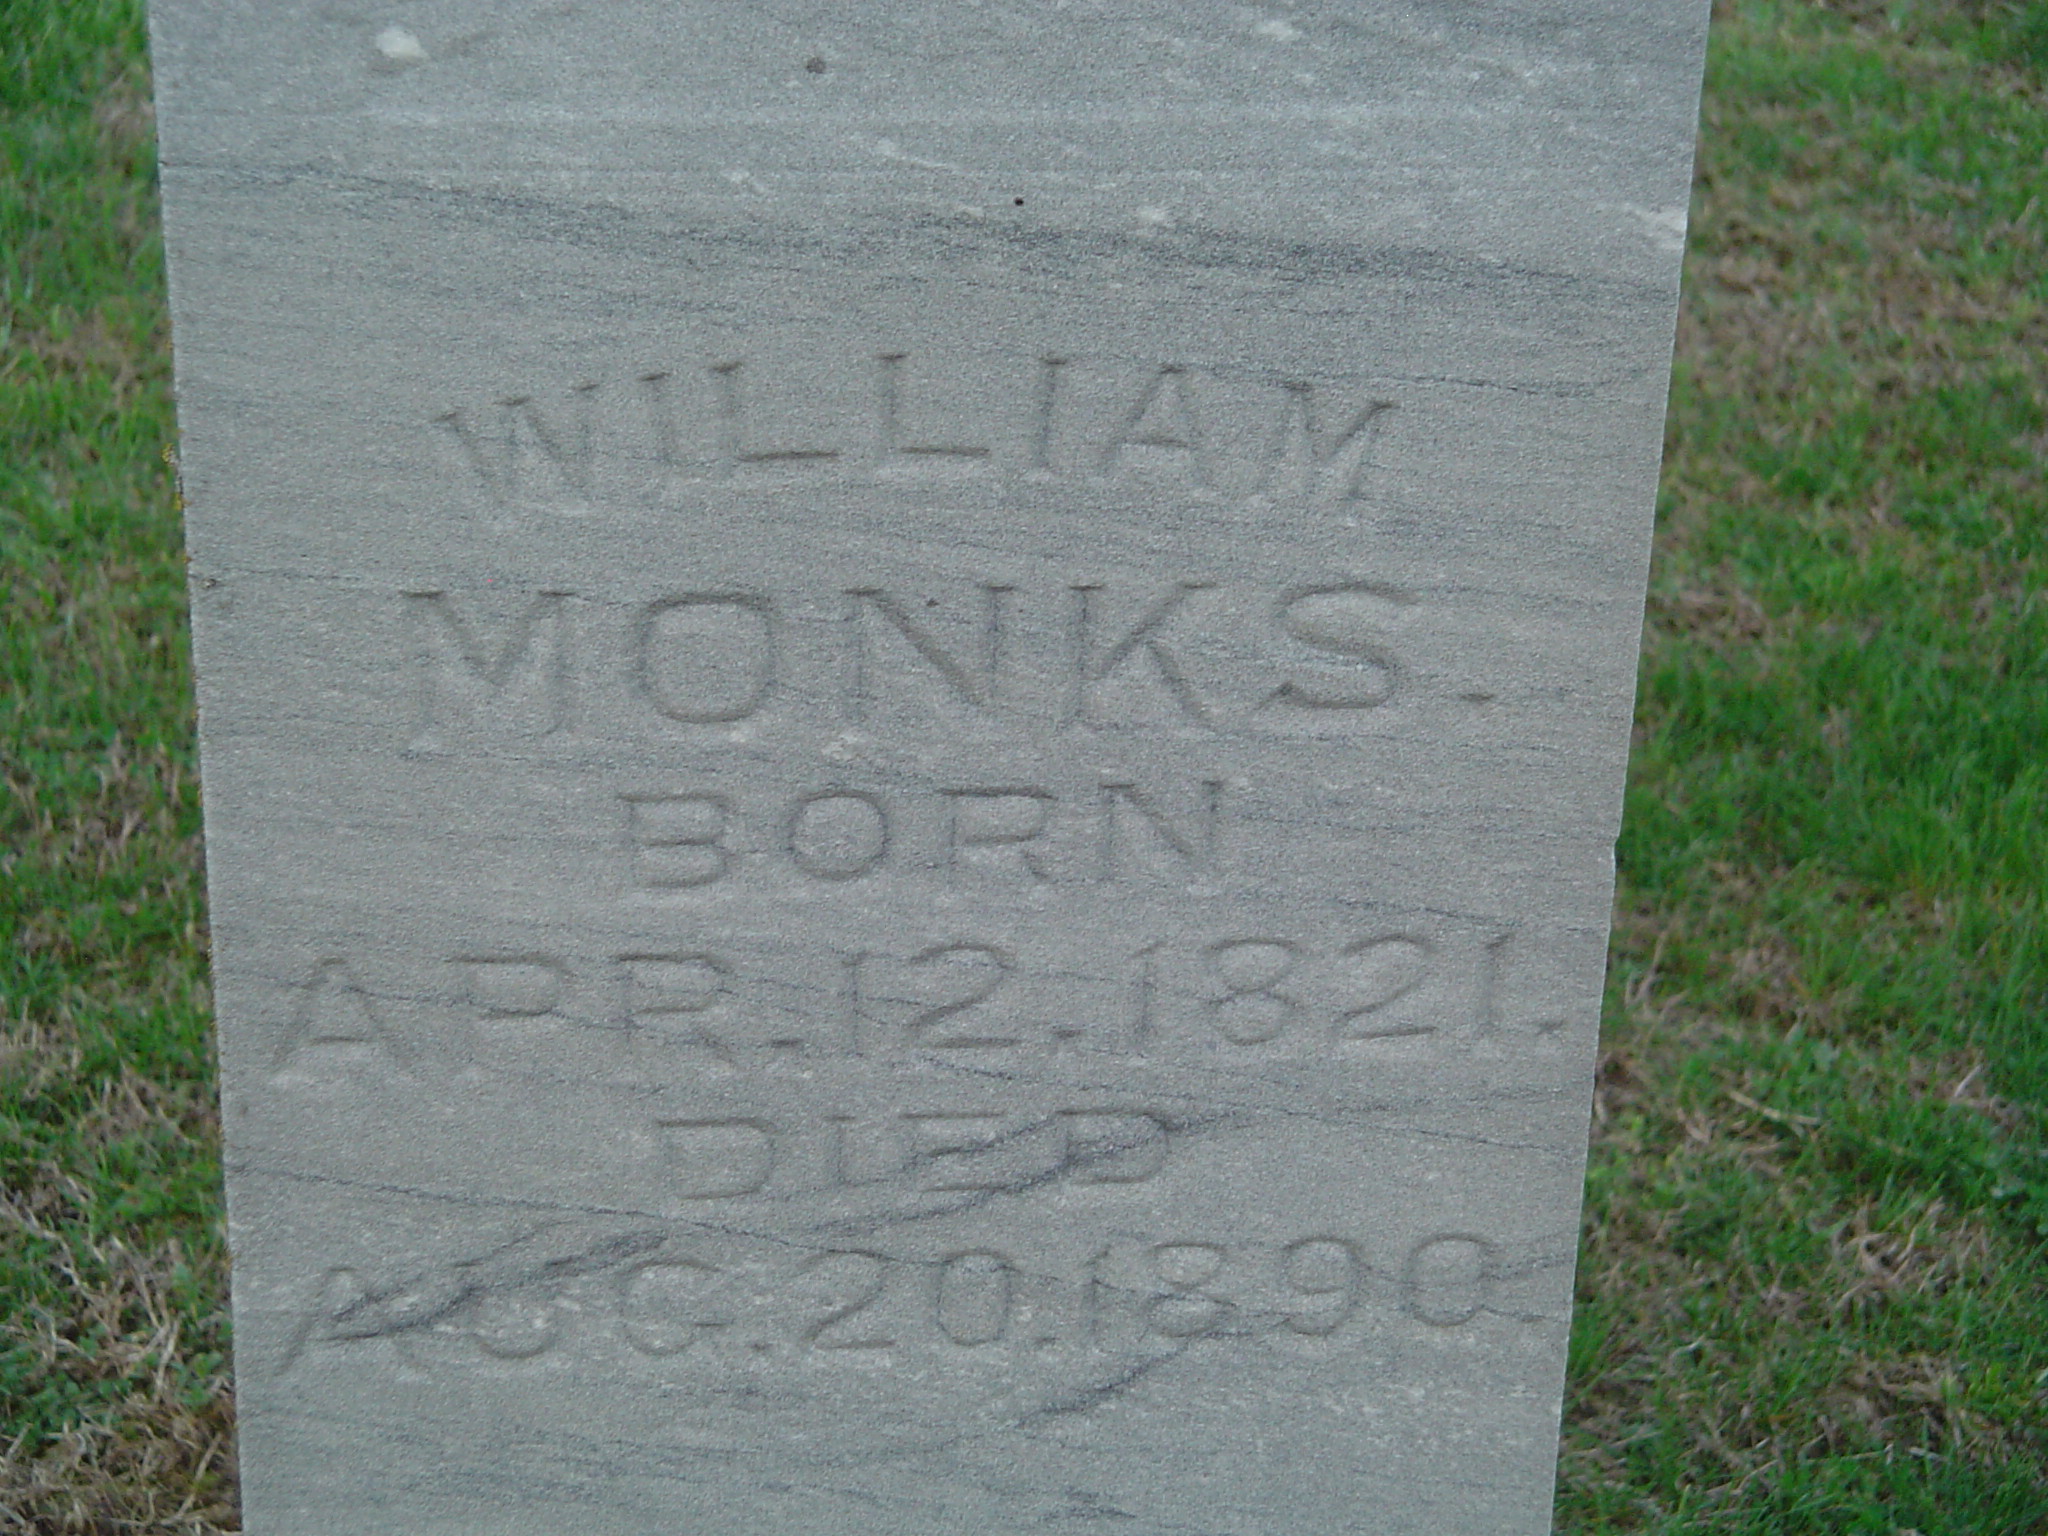 WILLIAM
MONKS.
BORN
APR. 12. 1821.
DIED
AUG. 20. 1890.